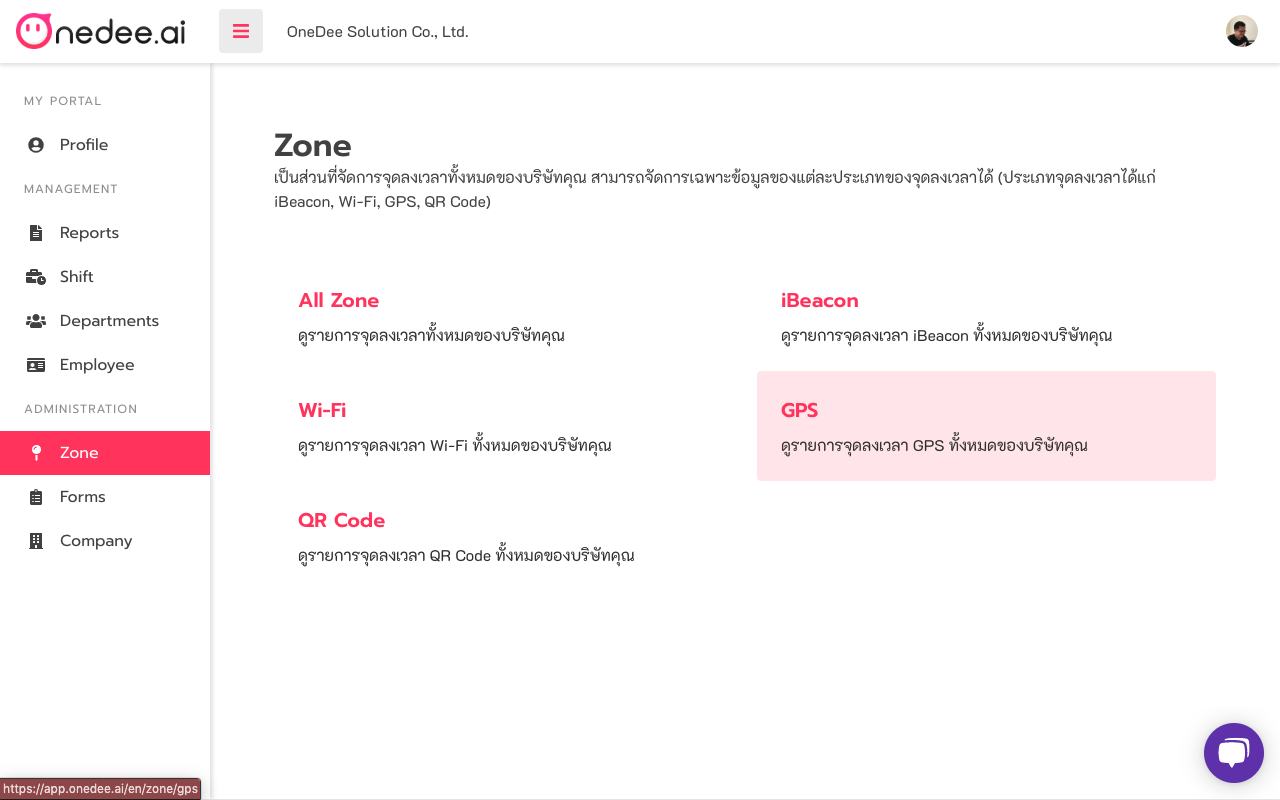 Onedee.ai
OneDee Solution Co., Ltd.
MY PORTAL
Profile
MANAGEMENT
Reports
Shift
Departments
Employee
ADMINISTRATION
Zone
Forms
Company
Zone
เป็นส่วนที่จัดการจุดลงเวลาทั้งหมดของบริษัทคุณ สามารถจัดการเฉพาะข้อมูลของแต่ละประเภทของจุดลงเวลาได้ (ประเภทจุดลงเวลาได้แก่
iBeacon, Wi-Fi, GPS, QR Code)
All Zone
ดูรายการจุดลงเวลาทั้งหมดของบริษัทคุณ
iBeacon
ดูรายการจุดลงเวลา iBeacon ทั้งหมดของบริษัทคุณ
Wi-Fi
ดูรายการจุดลงเวลา Wi-Fi ทั้งหมดของบริษัทคุณ
GPS
ดูรายการจุดลงเวลา GPS ทั้งหมดของบริษัทคุณ
QR Code
ดูรายการจุดลงเวลา QR Code ทั้งหมดของบริษัทคุณ
https://app.onedee.ai/en/zone/gps